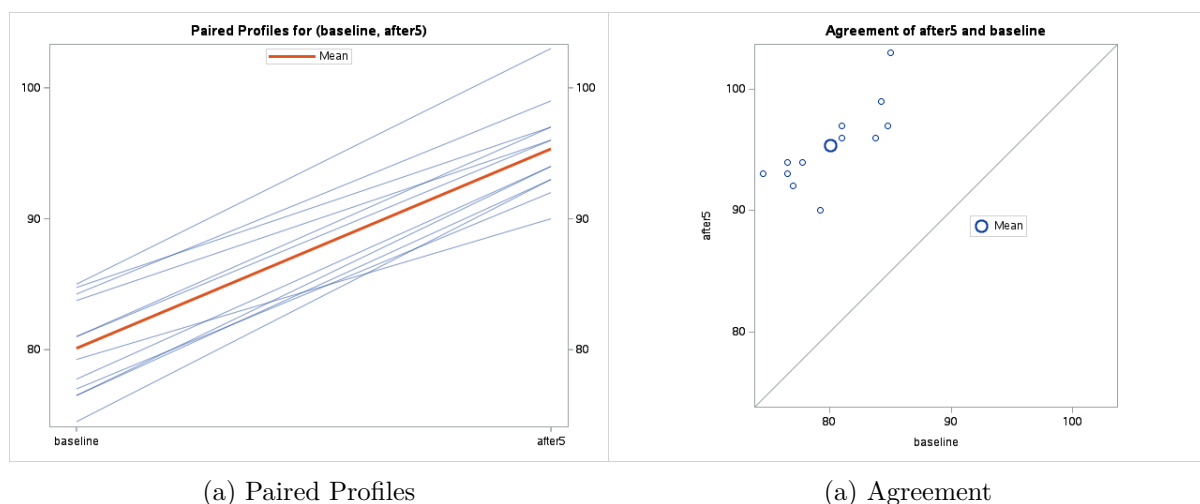 Paired Profiles for (baseline, after5)
Mean
100
100
90
90
80
80
baseline
after5
(a) Paired Profiles
Agreement of after5 and baseline
100
90
80
after5
Mean
80
90
100
baseline
(a) Agreement